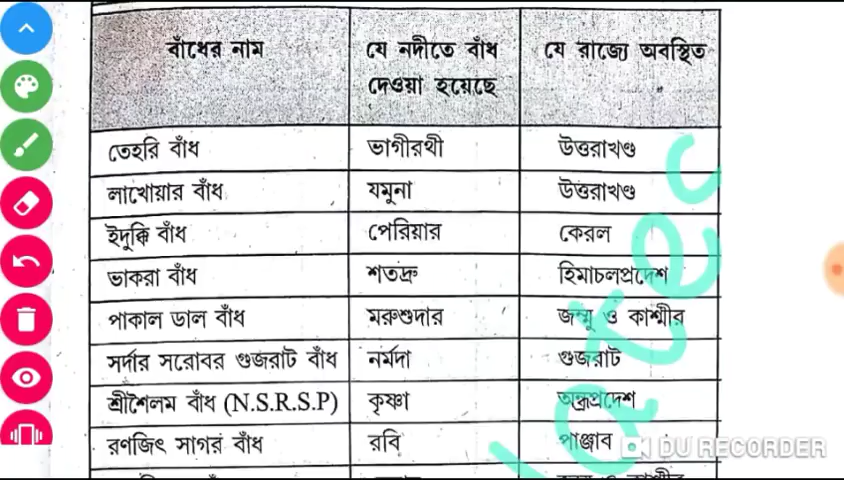 বাঁধের নাম যে নদীতে বাঁধ দেওয়া হয়েছে যে রাজ্যে অবস্থিত
তেহরি বাঁধ ভাগীরথী উত্তরাখণ্ড
লাখোয়ার বাঁধ যমুনা উত্তরাখণ্ড
ইদুক্কি বাঁধ পেরিয়ার কেরল
ভাকরা বাঁধ শতদ্রু হিমাচলপ্রদেশ
পাকাল ডাল বাঁধ মরুশুদার জম্মু ও কাশ্মীর
সর্দার সরোবর গুজরাট বাঁধ নর্মদা গুজরাট
শ্রীশৈলম বাঁধ (N.S.R.S.P) কৃষ্ণা অন্ধ্রপ্রদেশ
রণজিৎ সাগর বাঁধ রবি পাঞ্জাব
DU RECORDER